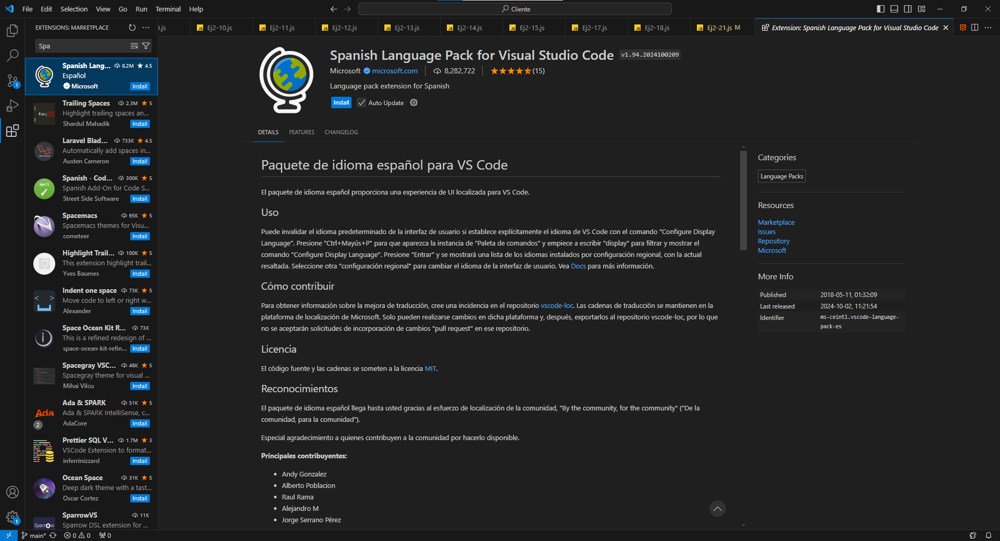 File Edit Selection View Go Run Terminal Help
Cliente
EXTENSIONS: MARKETPLACE
.js
Ej2-10.js
Ej2-11.js
Ej2-12.js
Ej2-13.js
Ej2-14.js
Ej2-15.js
Ej2-17.js
Ej2-18.js
Ej2-21.js M
Extension: Spanish Language Pack for Visual Studio Code
Spa
Spanish Lang... 8.2M 4.5
Español
Microsoft Install
Trailing Spaces 2.3M 5
Highlight trailing spaces an...
Shardul Mahadik Install
{
foo;
}
Laravel Blad... 733K 4.5
Automatically add spaces in...
Austen Cameron Install
Spanish - Cod... 300K 5
Spanish Add-On for Code S...
Street Side Software Install
Spell
Spacemacs 65K 5
Spacemacs themes for Visu...
cometeer Install
Highlight Trail... 100K 5
This extension highlight trail...
Yves Baumes Install
Indent one space 73K 5
Move code to left or right w...
Alexander Install
Space Ocean Kit R... 73K
This is a refined redesign of ...
space-ocean-kit-refin... Install
Spacegray VSC... 46K 5
Spacegray theme for visual ...
Mihai Vilcu Install
Ada & SPARK 51K 5
Ada & SPARK IntelliSense, c...
AdaCore Install
Ada
2
Prettier SQL V... 1.7M 3
VSCode Extension to format...
inferrinizzard Install
Ocean Space 31K 5
Deep dark theme with a tast...
Oscar Cortez Install
SparrowVS 11K
Sparrow DSL extension for ...
Sparrow
1
1
Spanish Language Pack for Visual Studio Code v1.94.2024100209
Microsoft microsoft.com 8,282,722 (15)
Language pack extension for Spanish
Install Auto Update
DETAILS FEATURES CHANGELOG
Paquete de idioma español para VS Code
El paquete de idioma español proporciona una experiencia de UI localizada para VS Code.
Uso
Puede invalidar el idioma predeterminado de la interfaz de usuario si establece explícitamente el idioma de VS Code con el comando "Configure Display
Language". Presione "Ctrl+Mayús+P" para que aparezca la instancia de "Paleta de comandos" y empiece a escribir "display" para filtrar y mostrar el
comando "Configure Display Language". Presione "Entrar" y se mostrará una lista de los idiomas instalados por configuración regional, con la actual
resaltada. Seleccione otra "configuración regional" para cambiar el idioma de la interfaz de usuario. Vea Docs para más información.
Cómo contribuir
Para obtener información sobre la mejora de traducción, cree una incidencia en el repositorio vscode-loc. Las cadenas de traducción se mantienen en la
plataforma de localización de Microsoft. Solo pueden realizarse cambios en dicha plataforma y, después, exportarlos al repositorio vscode-loc, por lo que
no se aceptarán solicitudes de incorporación de cambios "pull request" en ese repositorio.
Licencia
El código fuente y las cadenas se someten a la licencia MIT.
Reconocimientos
El paquete de idioma español llega hasta usted gracias al esfuerzo de localización de la comunidad, "By the community, for the community" ("De la
comunidad, para la comunidad").
Especial agradecimiento a quienes contribuyen a la comunidad por hacerlo disponible.
Principales contribuyentes:
Andy Gonzalez
Alberto Poblacion
Raul Rama
Alejandro M
Jorge Serrano Pérez
Categories
Language Packs
Resources
Marketplace
Issues
Repository
Microsoft
More Info
Published 2018-05-11, 01:32:09
Last released 2024-10-02, 11:21:54
Identifier ms-ceintl.vscode-language-
pack-es
main* 0 0 0